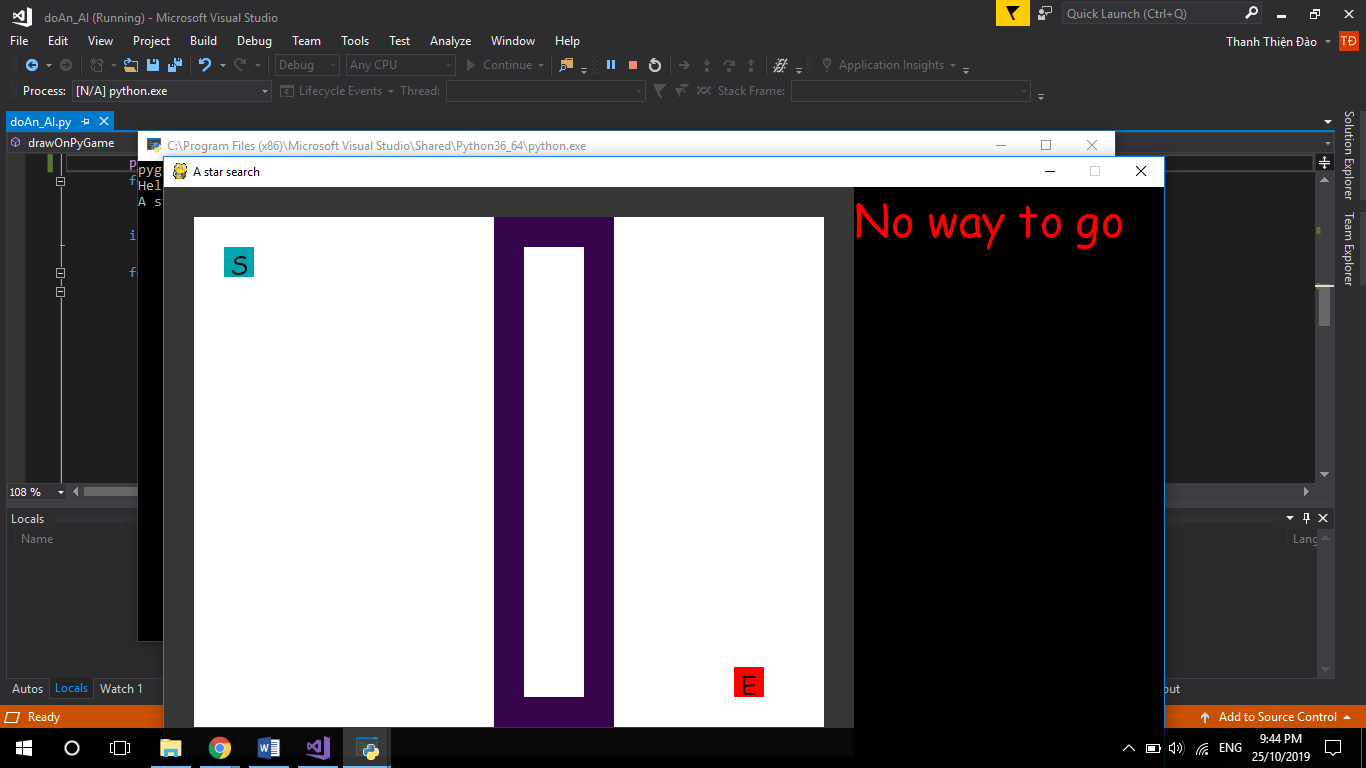 doAn_AI (Running) - Microsoft Visual Studio
Quick Launch (Ctrl+Q)
File Edit View Project Build Debug Team Tools Test Analyze Window Help
Thanh Thiện Đào TĐ
Debug Any CPU Continue Application Insights
Process: [N/A] python.exe Lifecycle Events Thread: Stack Frame:
doAn_AI.py
drawOnPyGame
C:\Program Files (x86)\Microsoft Visual Studio\Shared\Python36_64\python.exe
p
pyg
A star search
f
Hel
A s
i
f
No way to go
S
E
Solution Explorer
Team Explorer
108 %
Locals
Name
Lang
Autos Locals Watch 1
put
Ready
Add to Source Control
ENG
9:44 PM
25/10/2019